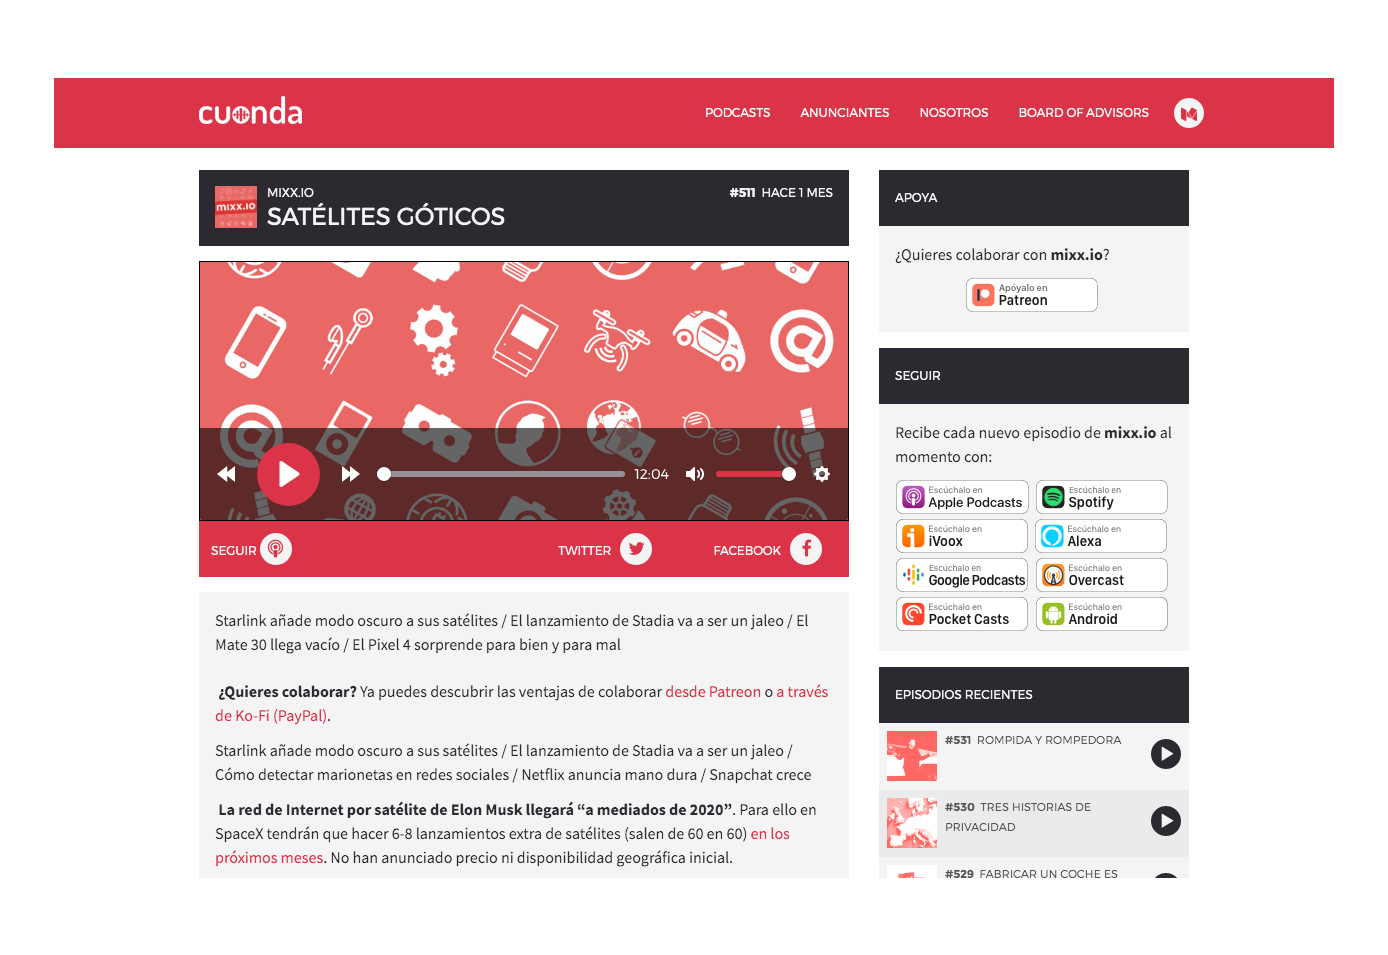 cuonda
PODCASTS ANUNCIANTES NOSOTROS BOARD OF ADVISORS
mixx.io
MIXX.IO
#511 HACE 1 MES
SATÉLITES GÓTICOS
12:04
SEGUIR
TWITTER
FACEBOOK
Starlink añade modo oscuro a sus satélites / El lanzamiento de Stadia va a ser un jaleo / El
Mate 30 llega vacío / El Pixel 4 sorprende para bien y para mal
¿Quieres colaborar? Ya puedes descubrir las ventajas de colaborar desde Patreon o a través
de Ko-Fi (PayPal).
Starlink añade modo oscuro a sus satélites / El lanzamiento de Stadia va a ser un jaleo /
Cómo detectar marionetas en redes sociales / Netflix anuncia mano dura / Snapchat crece
La red de Internet por satélite de Elon Musk llegará “a mediados de 2020”. Para ello en
SpaceX tendrán que hacer 6-8 lanzamientos extra de satélites (salen de 60 en 60) en los
próximos meses. No han anunciado precio ni disponibilidad geográfica inicial.
APOYA
¿Quieres colaborar con mixx.io?
Apóyalo en
Patreon
SEGUIR
Recibe cada nuevo episodio de mixx.io al
momento con:
Escúchalo en
Apple Podcasts
Escúchalo en
Spotify
Escúchalo en
iVoox
Escúchalo en
Alexa
Escúchalo en
Google Podcasts
Escúchalo en
Overcast
Escúchalo en
Pocket Casts
Escúchalo en
Android
EPISODIOS RECIENTES
#531 ROMPIDA Y ROMPEDORA
#530 TRES HISTORIAS DE
PRIVACIDAD
#529 FABRICAR UN COCHE ES